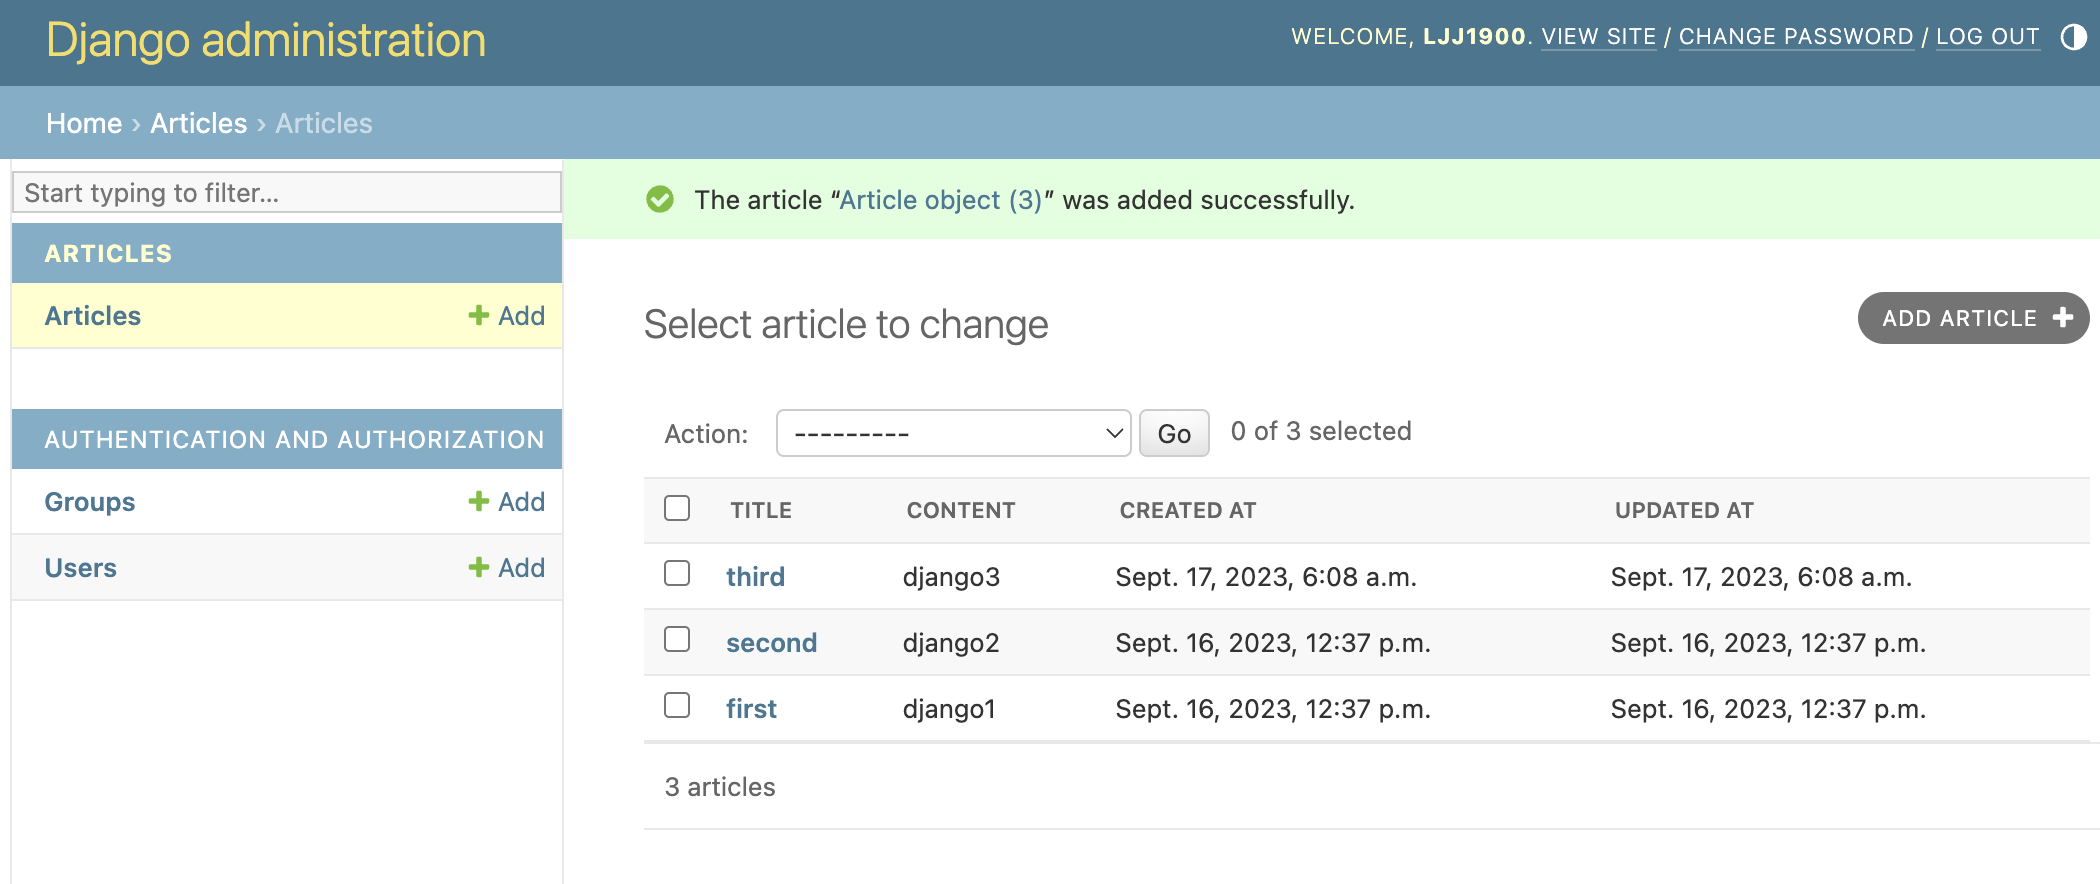 Django administration
WELCOME, LJJ1900. VIEW SITE / CHANGE PASSWORD / LOG OUT
Home › Articles › Articles
Start typing to filter...
ARTICLES
Articles + Add
AUTHENTICATION AND AUTHORIZATION
Groups + Add
Users + Add
The article “Article object (3)” was added successfully.
Select article to change
ADD ARTICLE +
Action: --------- Go 0 of 3 selected
TITLE CONTENT CREATED AT UPDATED AT
third django3 Sept. 17, 2023, 6:08 a.m. Sept. 17, 2023, 6:08 a.m.
second django2 Sept. 16, 2023, 12:37 p.m. Sept. 16, 2023, 12:37 p.m.
first django1 Sept. 16, 2023, 12:37 p.m. Sept. 16, 2023, 12:37 p.m.
3 articles